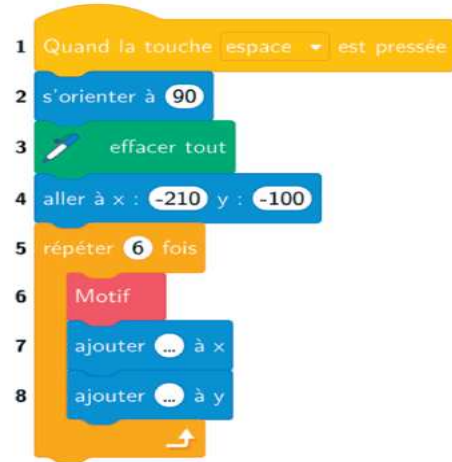 1 Quand la touche espace est pressée
2 s'orienter à 90
3 effacer tout
4 aller à x : -210 y : -100
5 répéter 6 fois
6 Motif
7 ajouter ... à x
8 ajouter ... à y